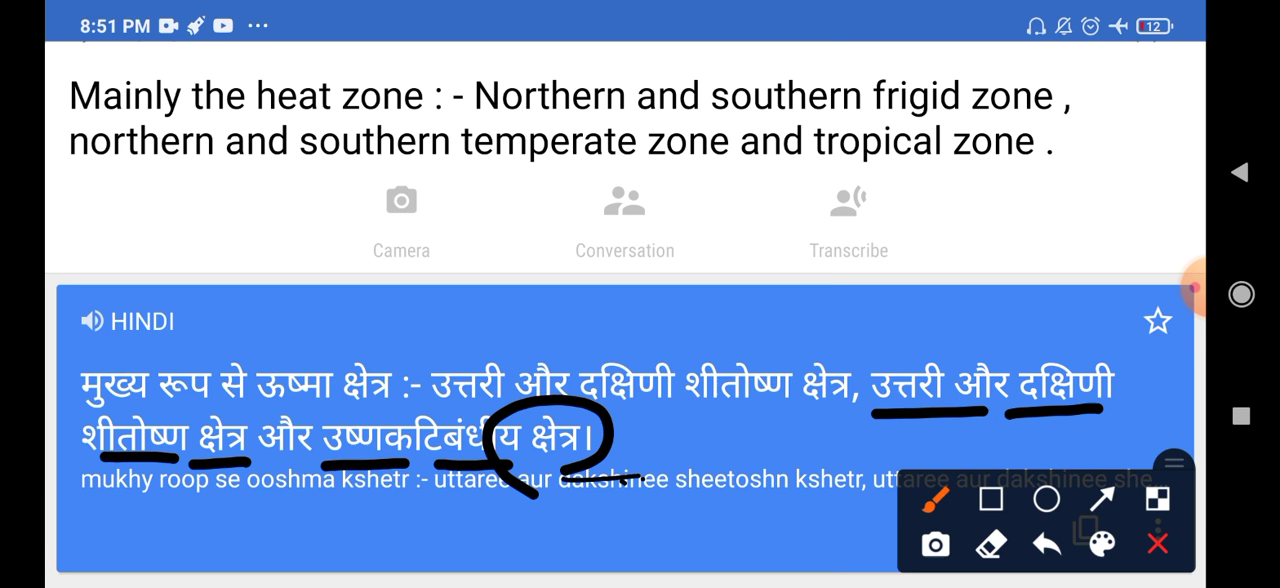 8:51 PM ...
12
Mainly the heat zone : - Northern and southern frigid zone ,
northern and southern temperate zone and tropical zone .
Camera Conversation Transcribe
HINDI
मुख्य रूप से ऊष्मा क्षेत्र :- उत्तरी और दक्षिणी शीतोष्ण क्षेत्र, उत्तरी और दक्षिणी
शीतोष्ण क्षेत्र और उष्णकटिबंधीय क्षेत्र।
mukhy roop se ooshma kshetr :- uttaree aur dakshinee sheetoshn kshetr, uttaree aur dakshinee she...